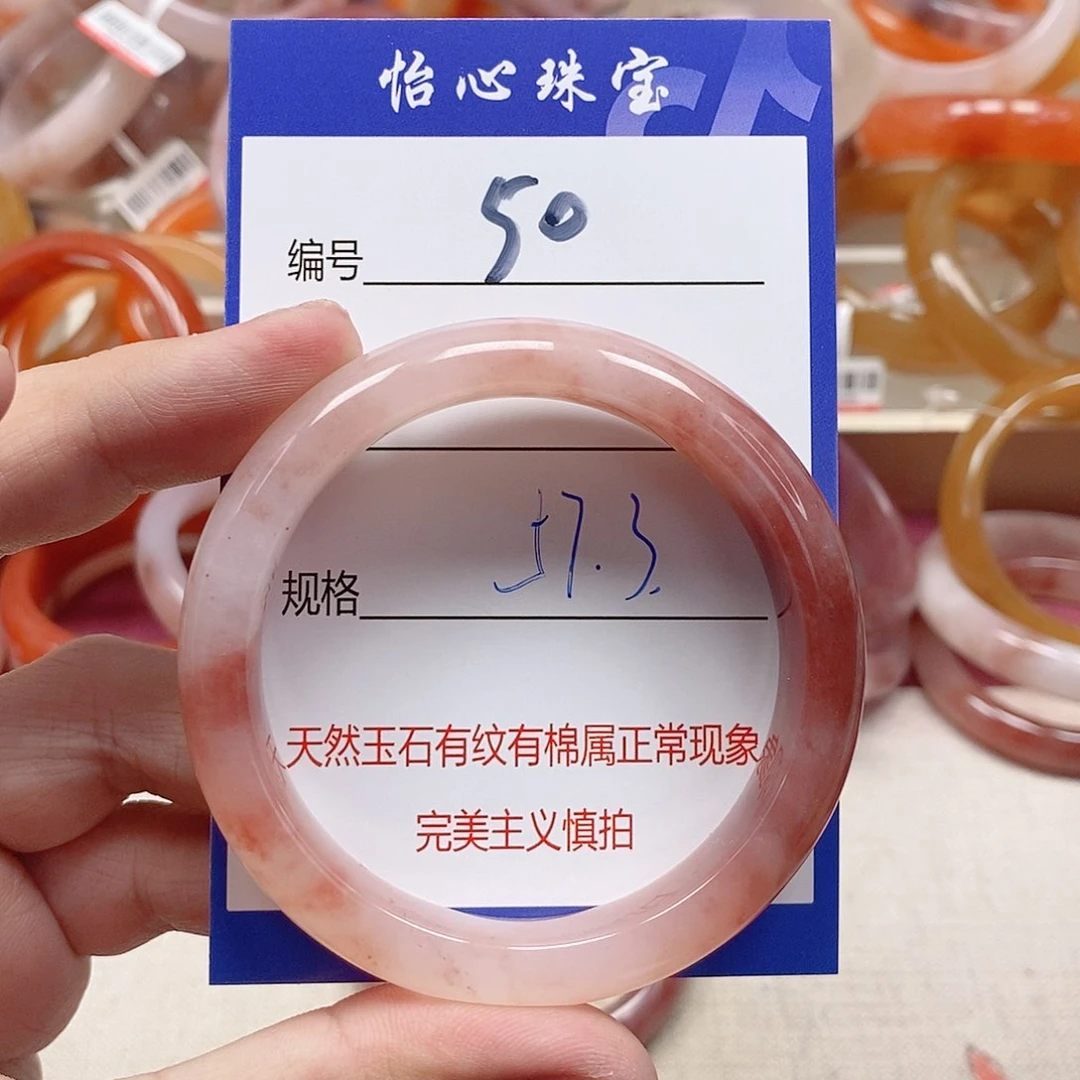 怡心珠宝
编号 50
规格 57.3
天然玉石有纹有棉属正常现象
完美主义慎拍